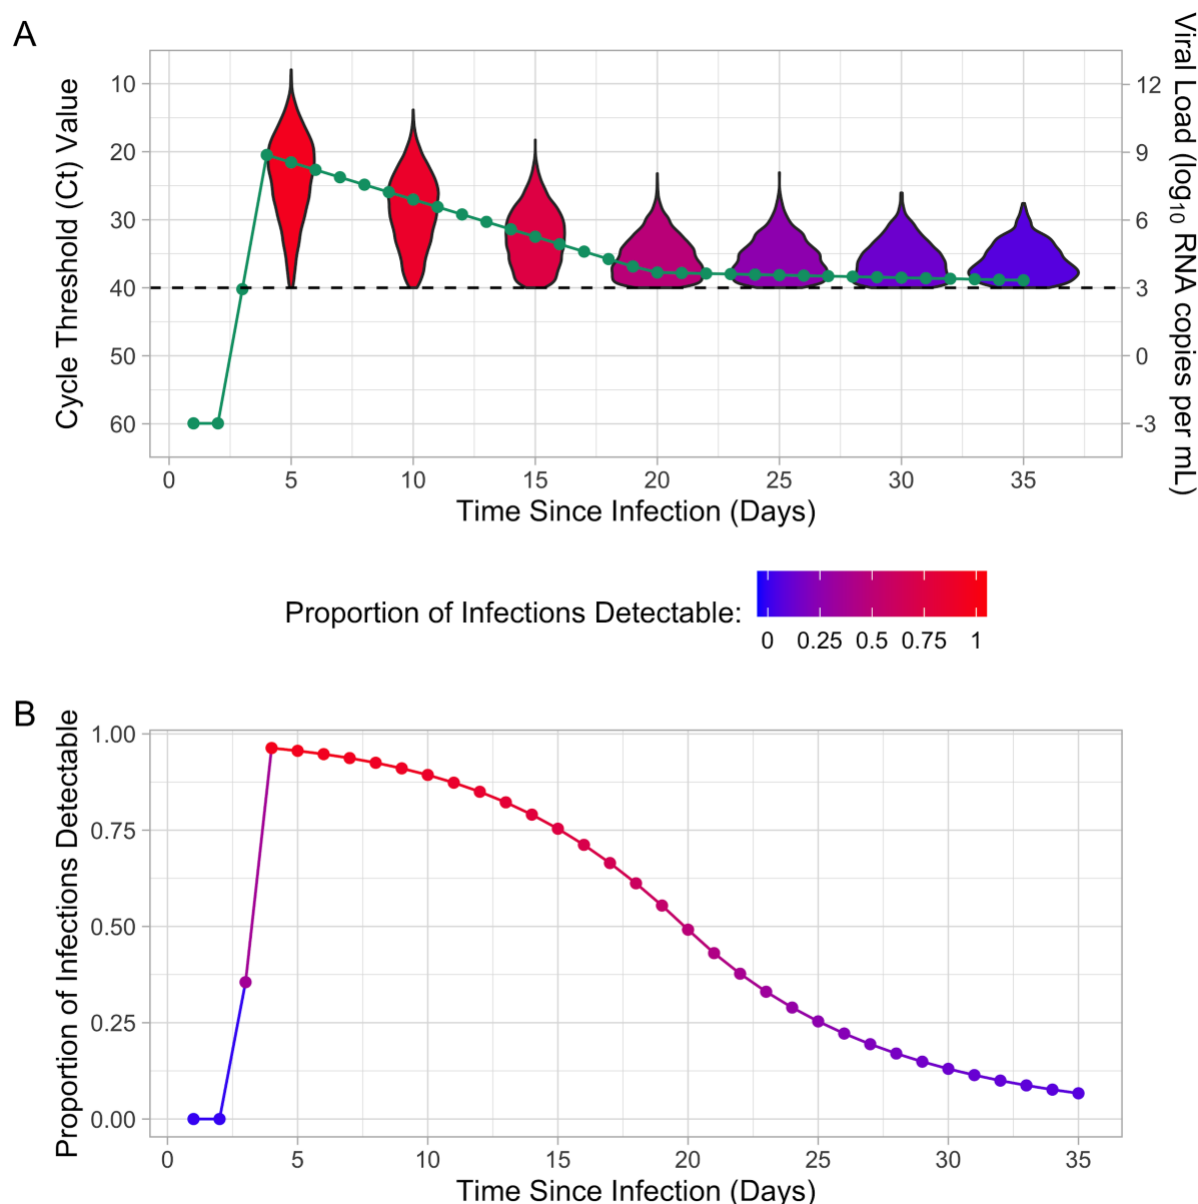 A
Cycle Threshold (Ct) Value
10
20
30
40
50
60
12
9
6
3
0
-3
Viral Load (log₁₀ RNA copies per mL)
0 5 10 15 20 25 30 35
Time Since Infection (Days)
Proportion of Infections Detectable:
0 0.25 0.5 0.75 1
B
Proportion of Infections Detectable
1.00
0.75
0.50
0.25
0.00
0 5 10 15 20 25 30 35
Time Since Infection (Days)